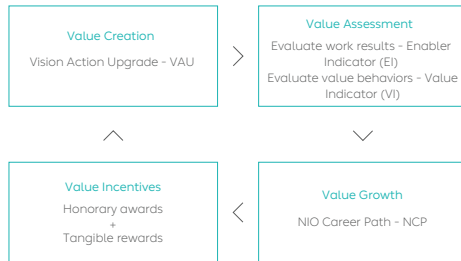 Value Creation
Vision Action Upgrade - VAU
Value Assessment
Evaluate work results - Enabler
Indicator (EI)
Evaluate value behaviors - Value
Indicator (VI)
Value Incentives
Honorary awards
+
Tangible rewards
Value Growth
NIO Career Path - NCP